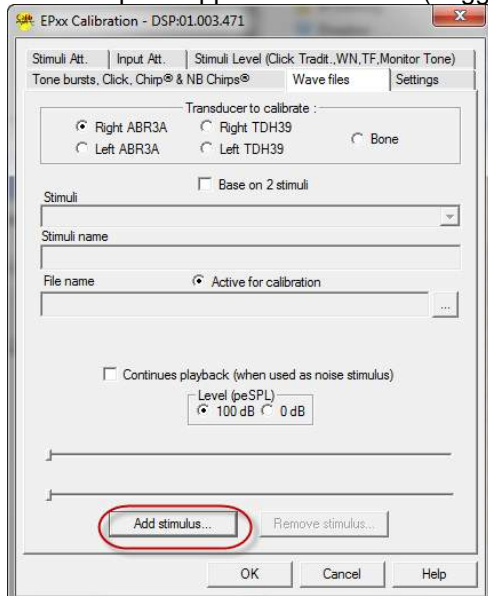 EPxx Calibration - DSP:01.003.471
Stimuli Att. Input Att. Stimuli Level (Click Tradit.,WN,TF,Monitor Tone)
Tone bursts, Click, Chirp® & NB Chirps® Wave files Settings
Transducer to calibrate :
Right ABR3A Right TDH39 Bone
Left ABR3A Left TDH39
Base on 2 stimuli
Stimuli
Stimuli name
File name Active for calibration
...
Continues playback (when used as noise stimulus)
Level (peSPL)
100 dB 0 dB
Add stimulus... Remove stimulus...
OK Cancel Help